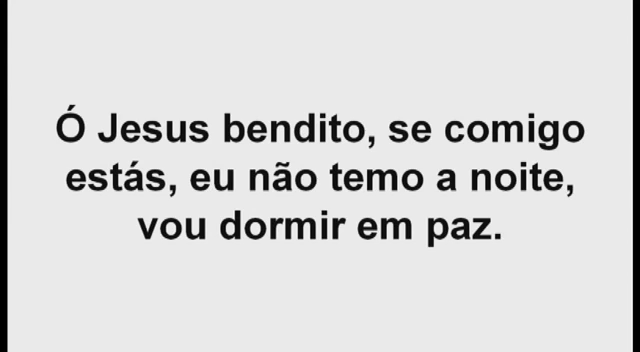 Ó Jesus bendito, se comigo
estás, eu não temo a noite,
vou dormir em paz.